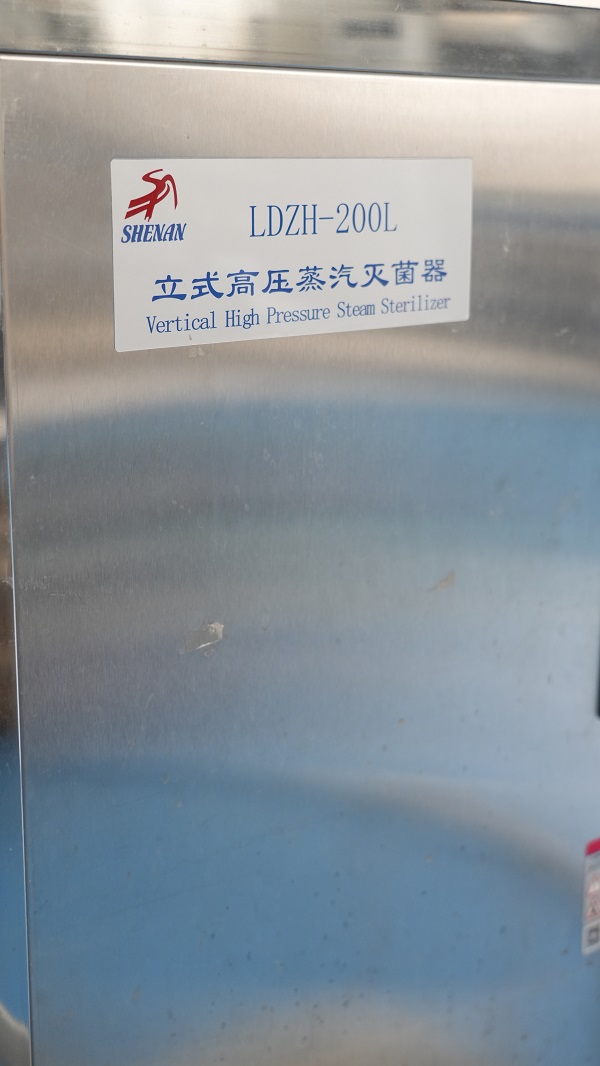 SHENAN
LDZH-200L
立式高压蒸汽灭菌器
Vertical High Pressure Steam Sterilizer